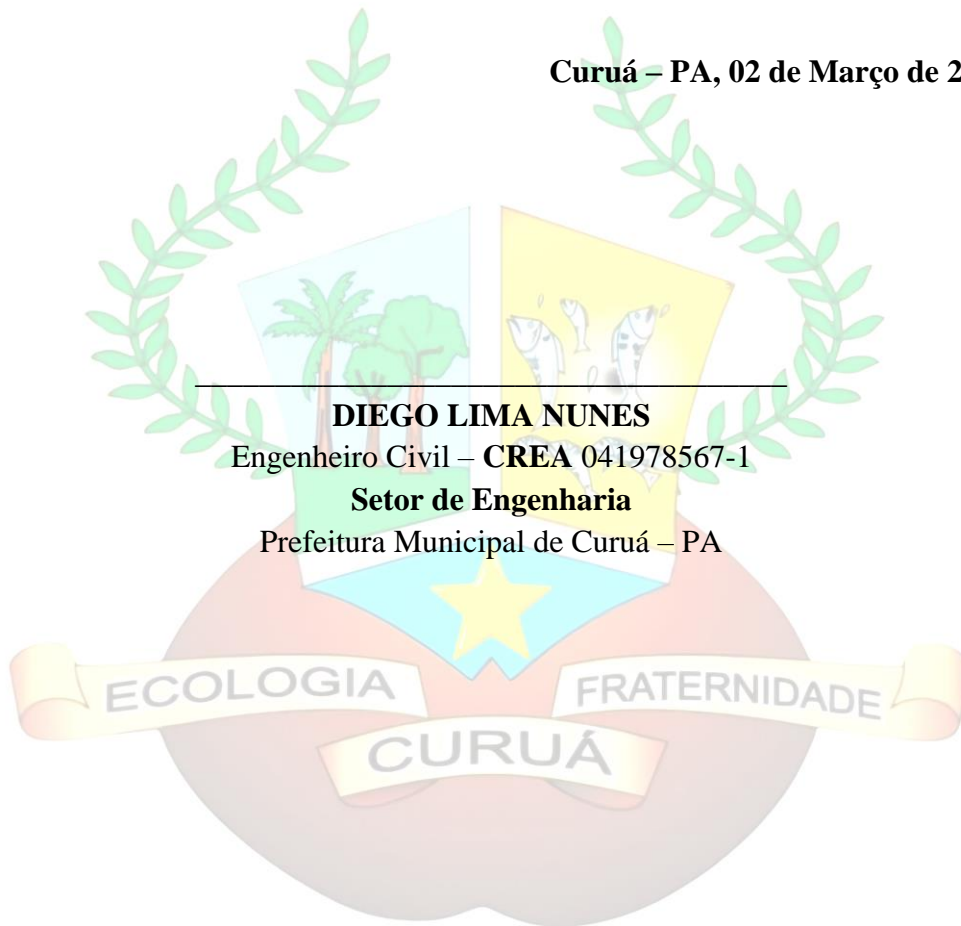 Curuá – PA, 02 de Março de 2
DIEGO LIMA NUNES
Engenheiro Civil – CREA 041978567-1
Setor de Engenharia
Prefeitura Municipal de Curuá – PA
ECOLOGIA
FRATERNIDADE
CURUÁ